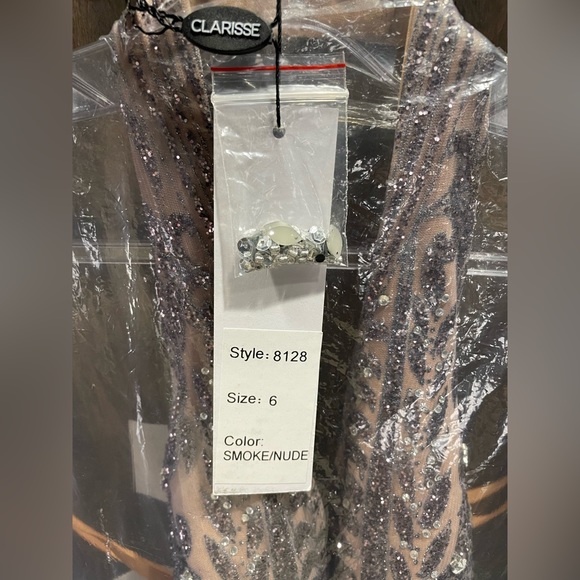 CLARISSE
Style: 8128
Size: 6
Color:
SMOKE/NUDE